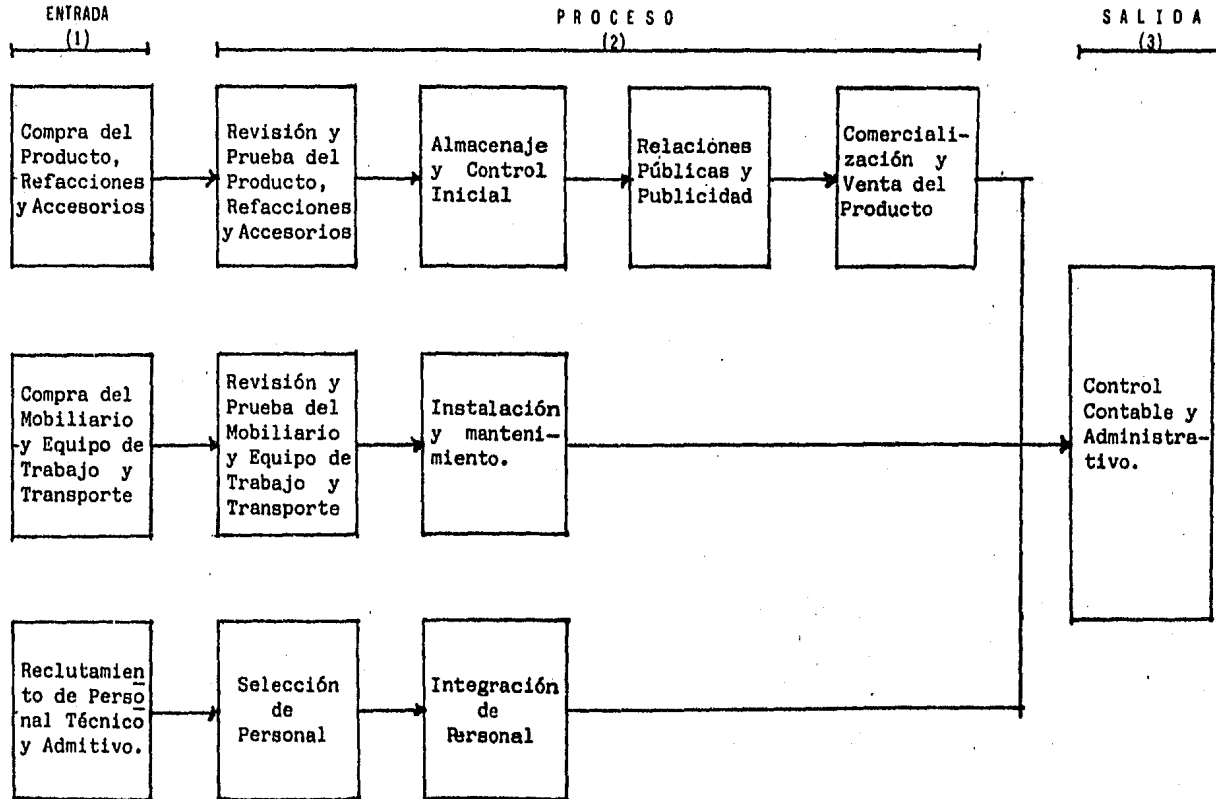 ENTRADA
(1)
PROCESO
(2)
SALIDA
(3)
Compra del
Producto,
Refacciones
y Accesorios
Revisión y
Prueba del
Producto,
Refacciones
y Accesorios
Almacenaje
y Control
Inicial
Relaciones
Públicas y
Publicidad
Comerciali-
zación y
Venta del
Producto
Compra del
Mobiliario
y Equipo de
Trabajo y
Transporte
Revisión y
Prueba del
Mobiliario
y Equipo de
Trabajo y
Transporte
Instalación
y manteni-
miento.
Control
Contable y
Administra-
tivo.
Reclutamien
to de Perso
nal Técnico
y Admitivo.
Selección
de
Personal
Integración
de
Personal